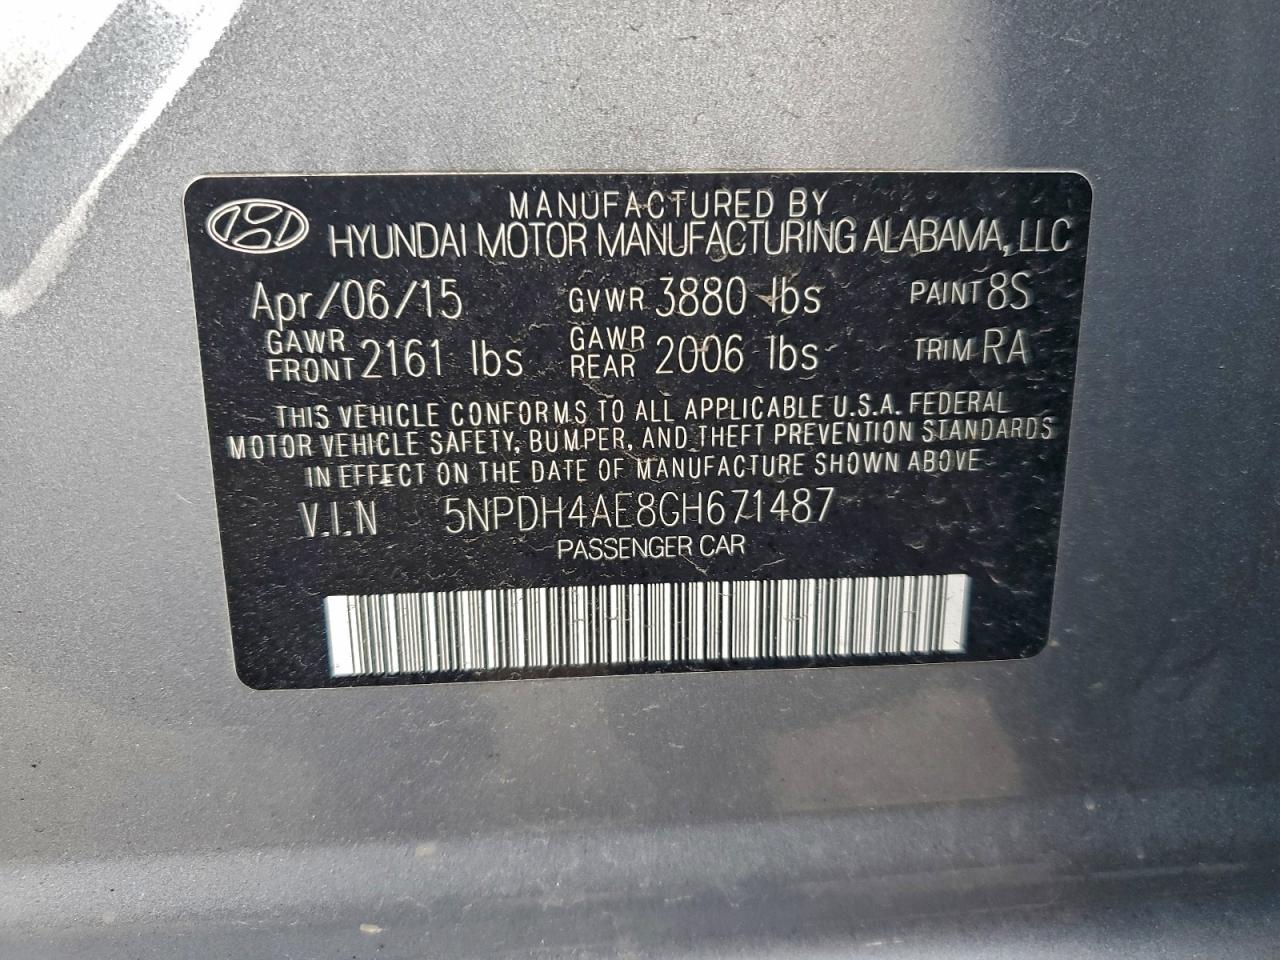 MANUFACTURED BY
HYUNDAI MOTOR MANUFACTURING ALABAMA, LLC
Apr/06/15 GVWR 3880 lbs PAINT 8S
GAWR FRONT 2161 lbs GAWR REAR 2006 lbs TRIM RA
THIS VEHICLE CONFORMS TO ALL APPLICABLE U.S.A. FEDERAL
MOTOR VEHICLE SAFETY, BUMPER, AND THEFT PREVENTION STANDARDS
IN EFFECT ON THE DATE OF MANUFACTURE SHOWN ABOVE
V.I.N 5NPDH4AE8GH671487
PASSENGER CAR